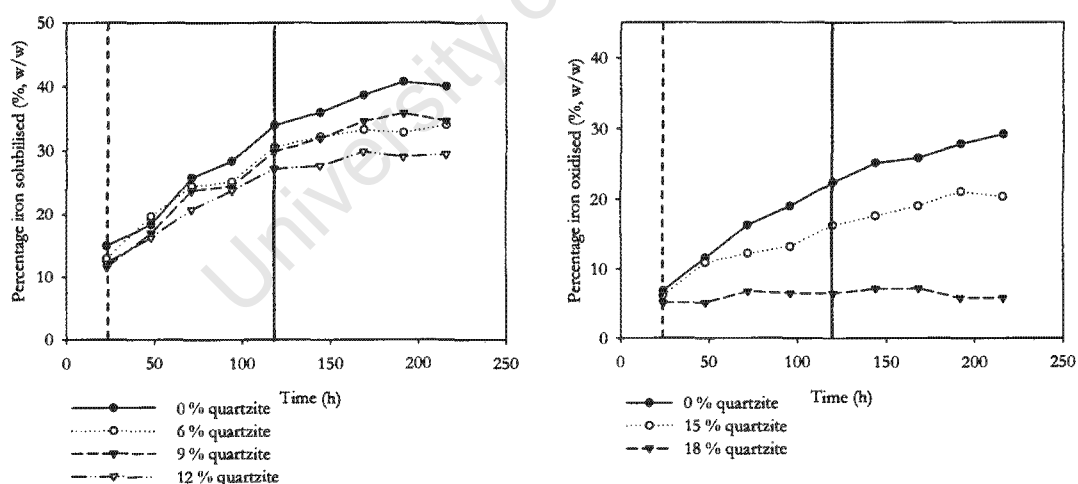 University o
Percentage iron solubilised (%, w/w)
50
40
30
20
10
0
0 50 100 150 200 250
Time (h)
0 % quartzite
6 % quartzite
9 % quartzite
12 % quartzite
Percentage iron oxidised (%, w/w)
40
30
20
10
0
0 50 100 150 200 250
Time (h)
0 % quartzite
15 % quartzite
18 % quartzite